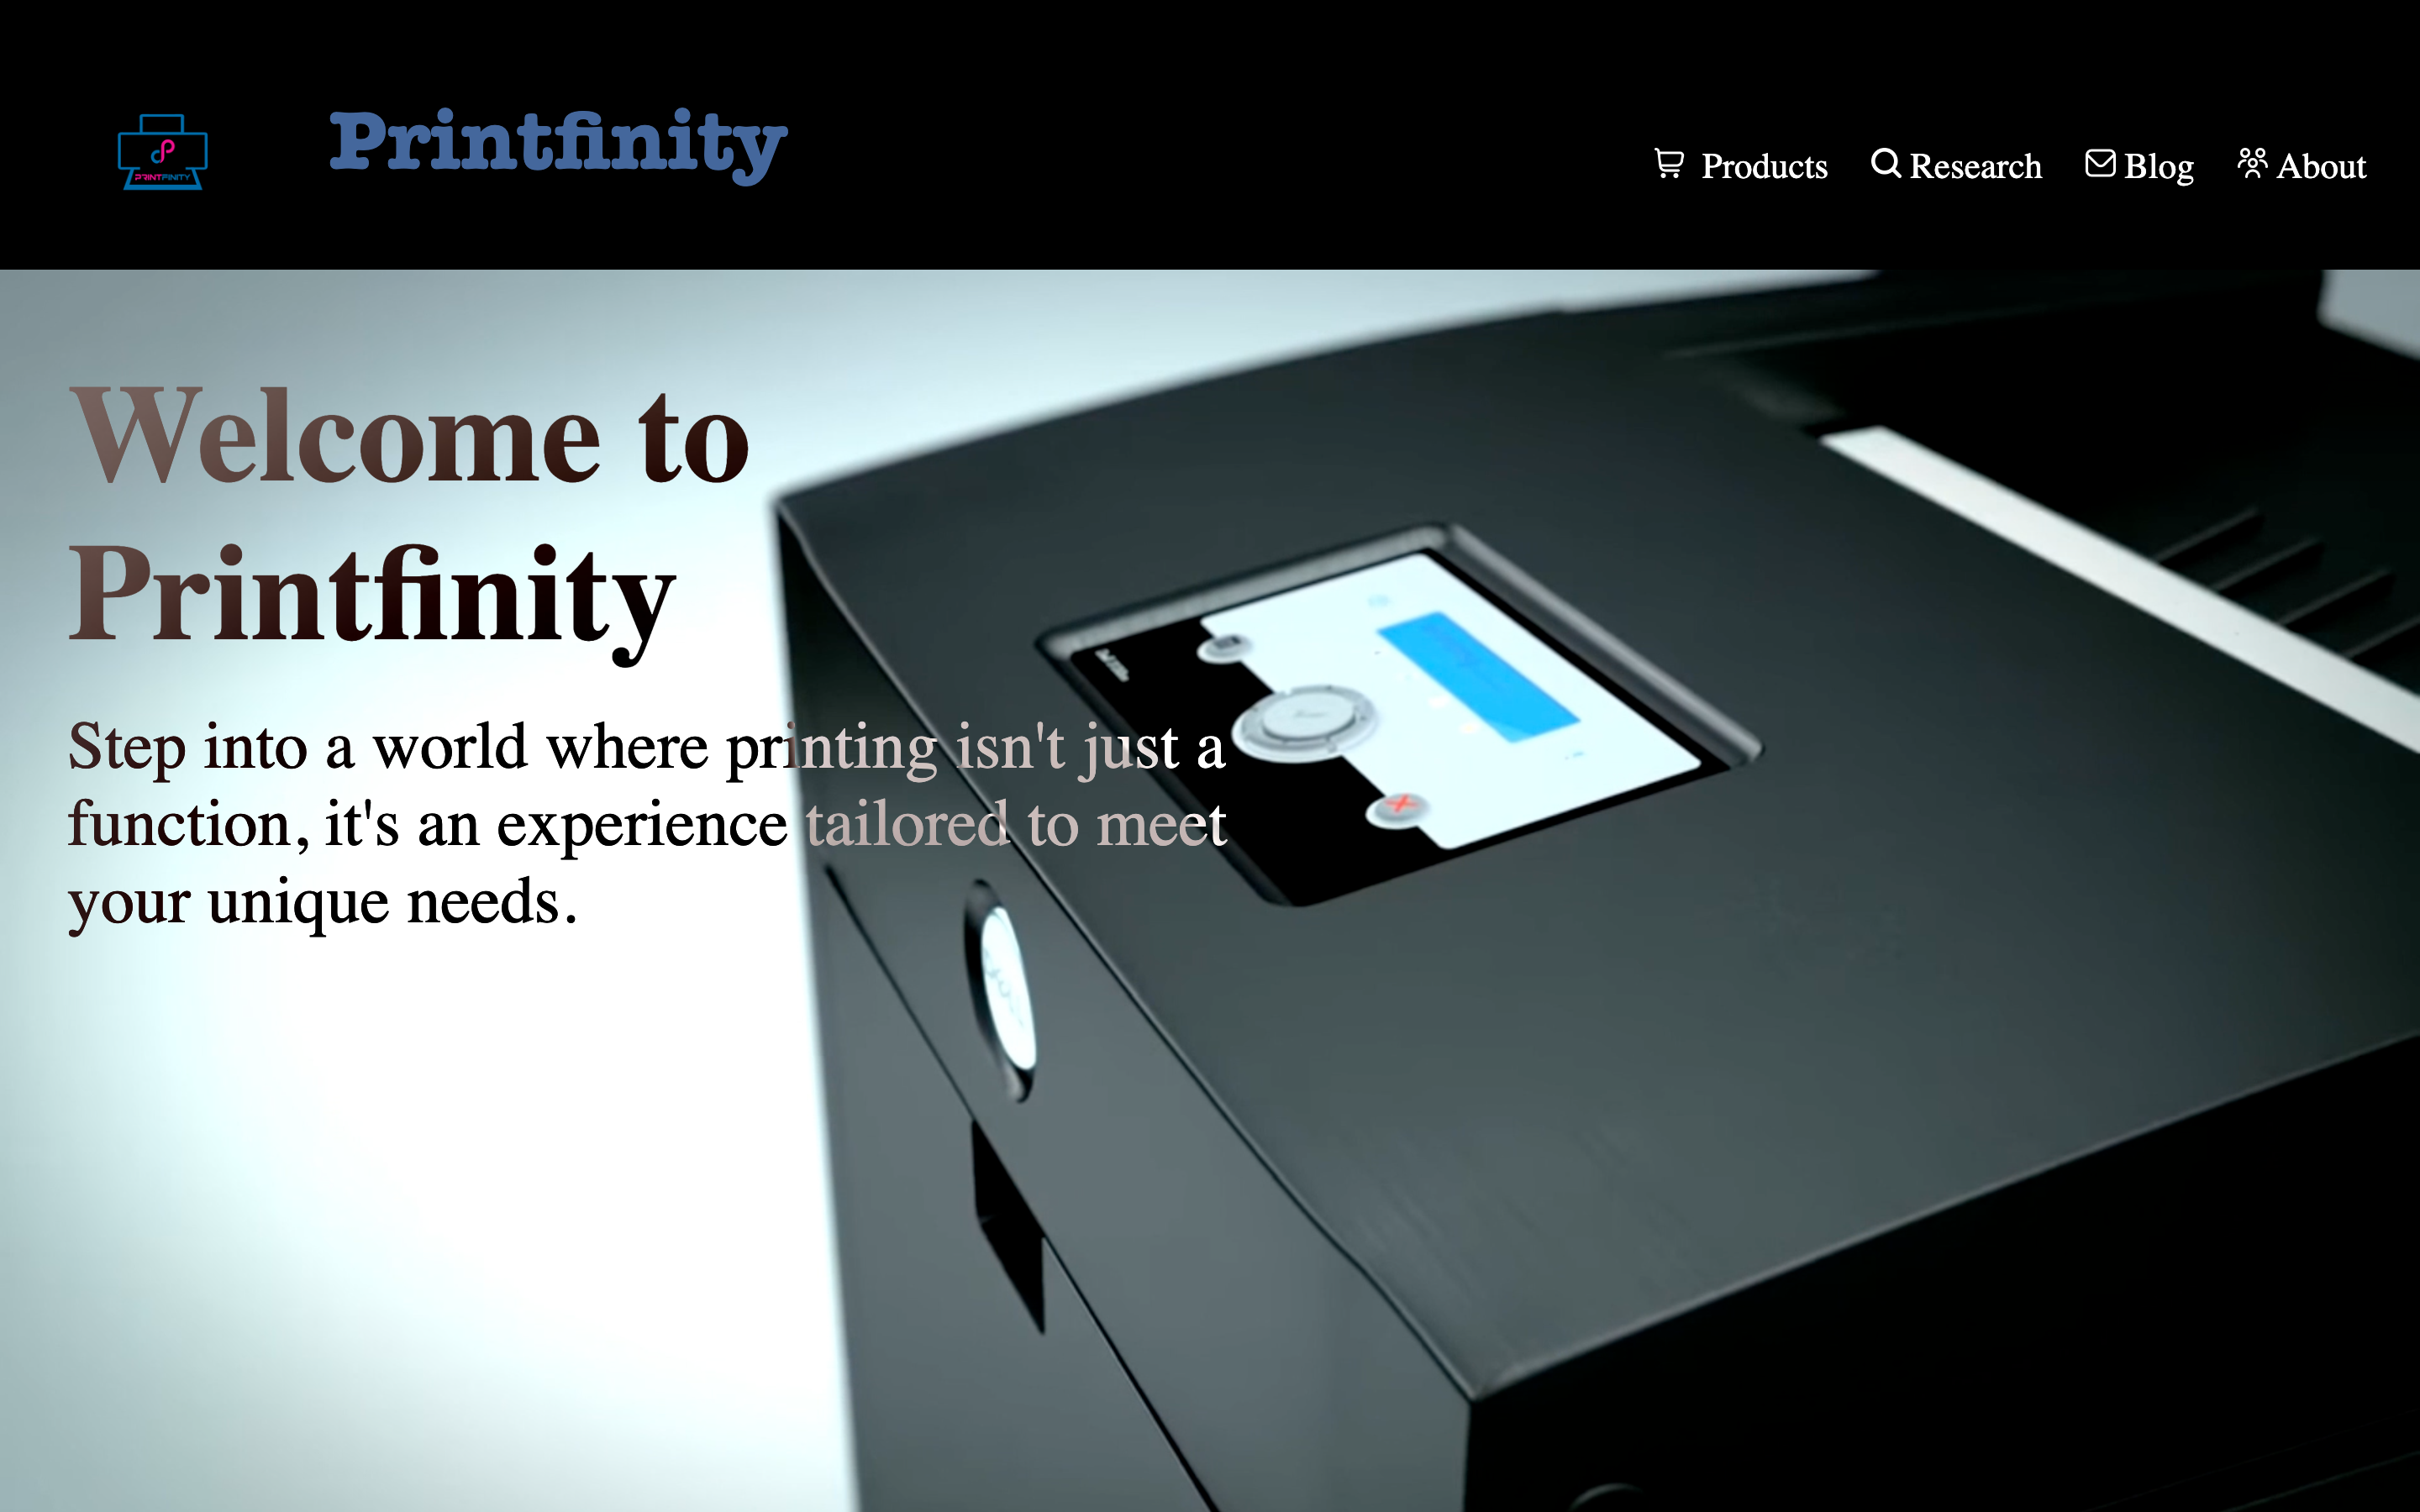 PRINTFINITY
Printfinity
Products
Research
Blog
About
Welcome to
Printfinity
Step into a world where printing isn't just a
function, it's an experience tailored to meet
your unique needs.